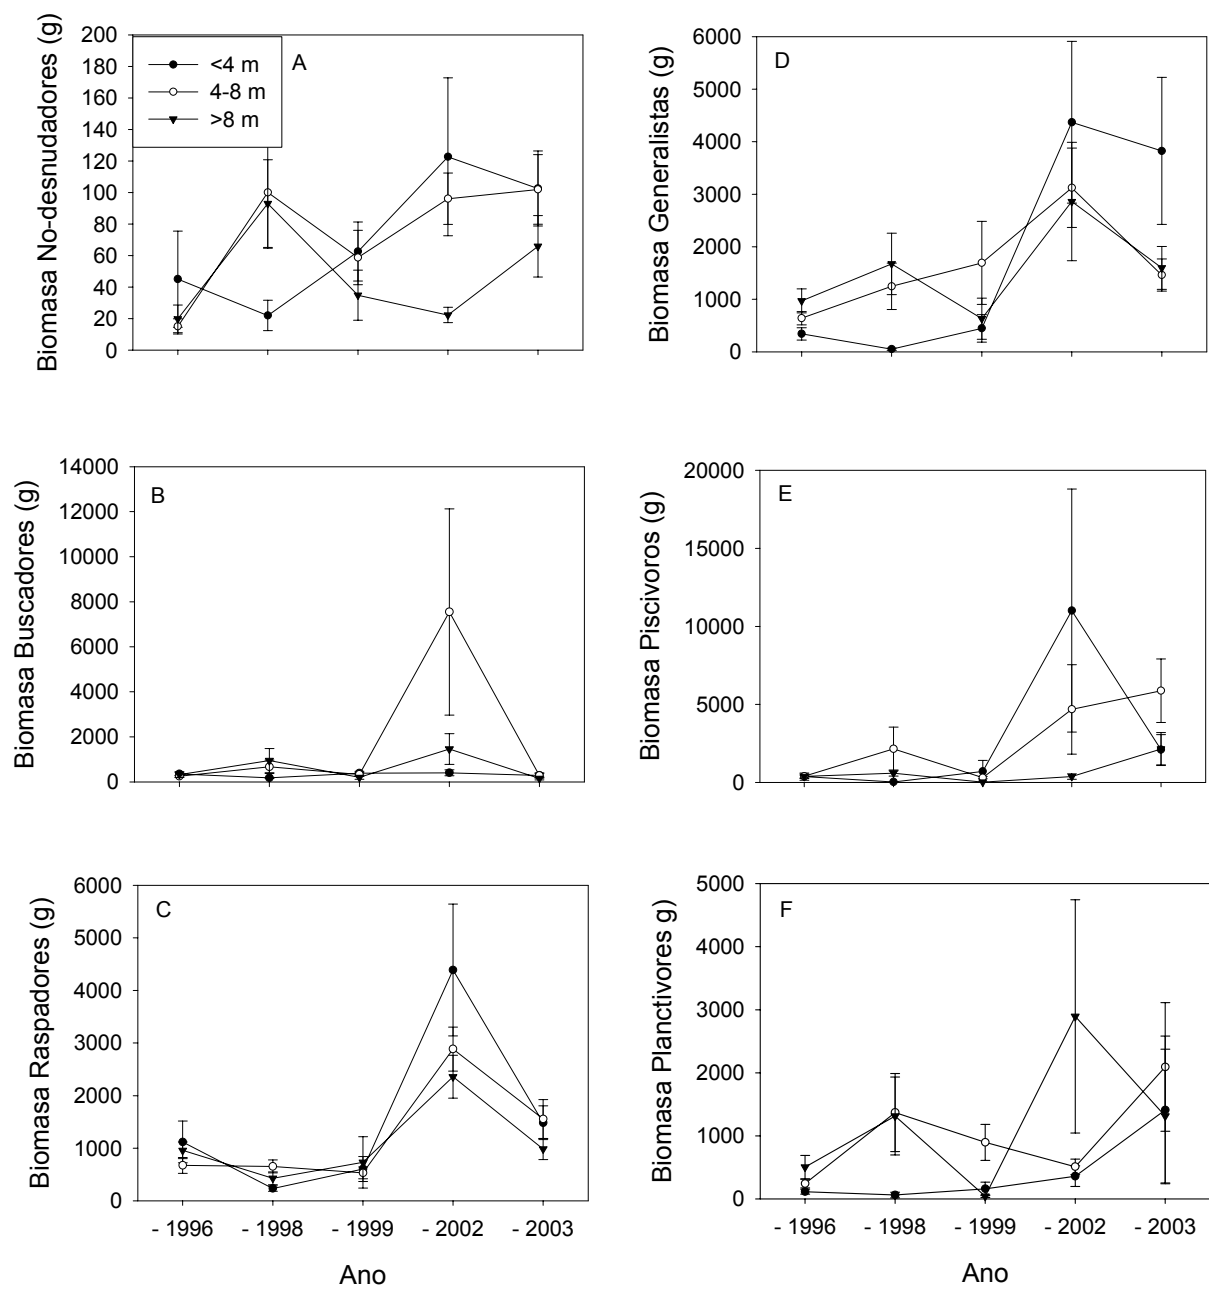 Biomasa No-desnudadores (g)
200
180
160
140
120
100
80
60
40
20
0
<4 m
4-8 m
>8 m
A
Biomasa Generalistas (g)
6000
5000
4000
3000
2000
1000
0
D
Biomasa Buscadores (g)
14000
12000
10000
8000
6000
4000
2000
0
B
Biomasa Piscivoros (g)
20000
15000
10000
5000
0
E
Biomasa Raspadores (g)
6000
5000
4000
3000
2000
1000
0
C
- 1996 - 1998 - 1999 - 2002 - 2003
Ano
Biomasa Planctivores g)
5000
4000
3000
2000
1000
0
F
- 1996 - 1998 - 1999 - 2002 - 2003
Ano